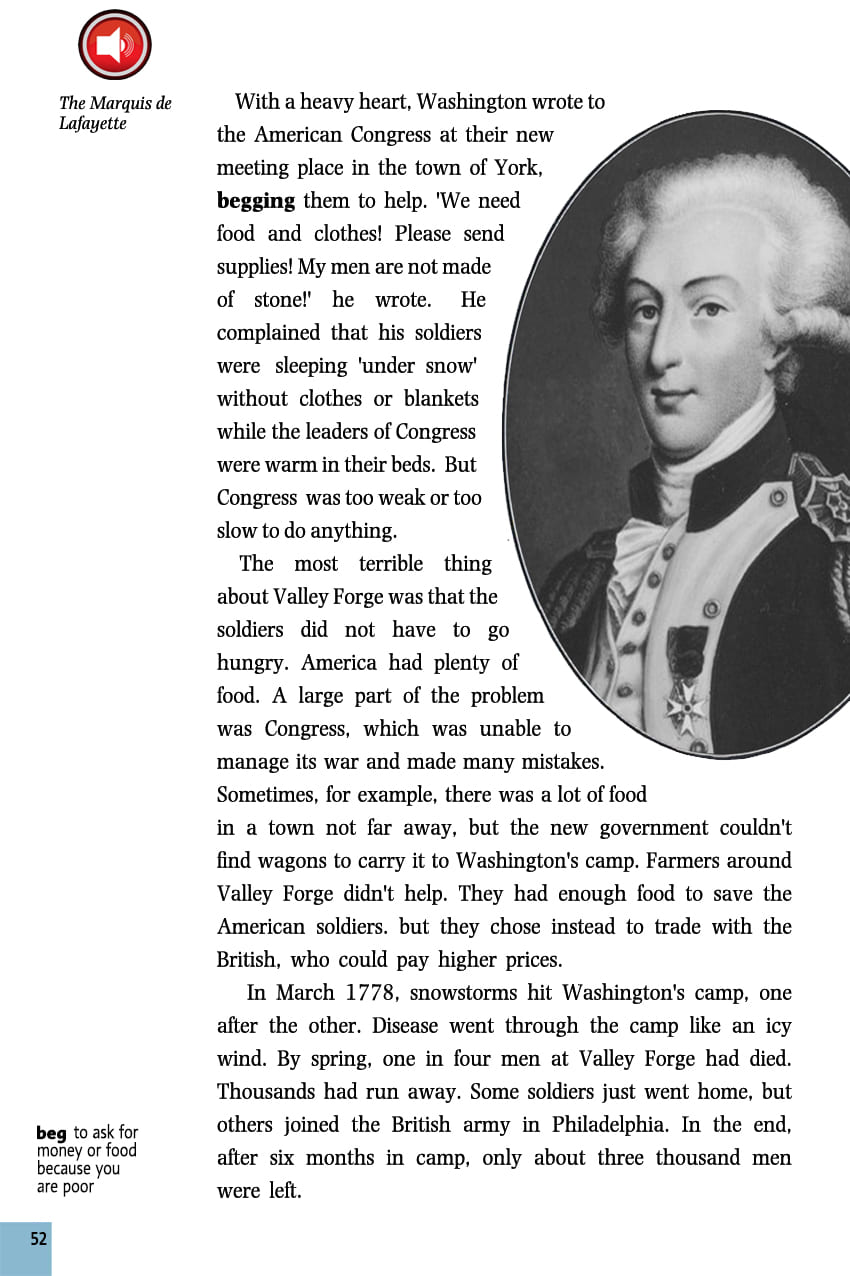 The Marquis de
Lafayette
With a heavy heart, Washington wrote to
the American Congress at their new
meeting place in the town of York,
begging them to help. 'We need
food and clothes! Please send
supplies! My men are not made
of stone!' he wrote. He
complained that his soldiers
were sleeping 'under snow'
without clothes or blankets
while the leaders of Congress
were warm in their beds. But
Congress was too weak or too
slow to do anything.
The most terrible thing
about Valley Forge was that the
soldiers did not have to go
hungry. America had plenty of
food. A large part of the problem
was Congress, which was unable to
manage its war and made many mistakes.
Sometimes, for example, there was a lot of food
in a town not far away, but the new government couldn't
find wagons to carry it to Washington's camp. Farmers around
Valley Forge didn't help. They had enough food to save the
American soldiers. but they chose instead to trade with the
British, who could pay higher prices.
In March 1778, snowstorms hit Washington's camp, one
after the other. Disease went through the camp like an icy
wind. By spring, one in four men at Valley Forge had died.
Thousands had run away. Some soldiers just went home, but
others joined the British army in Philadelphia. In the end,
after six months in camp, only about three thousand men
were left.
beg to ask for
money or food
because you
are poor
52